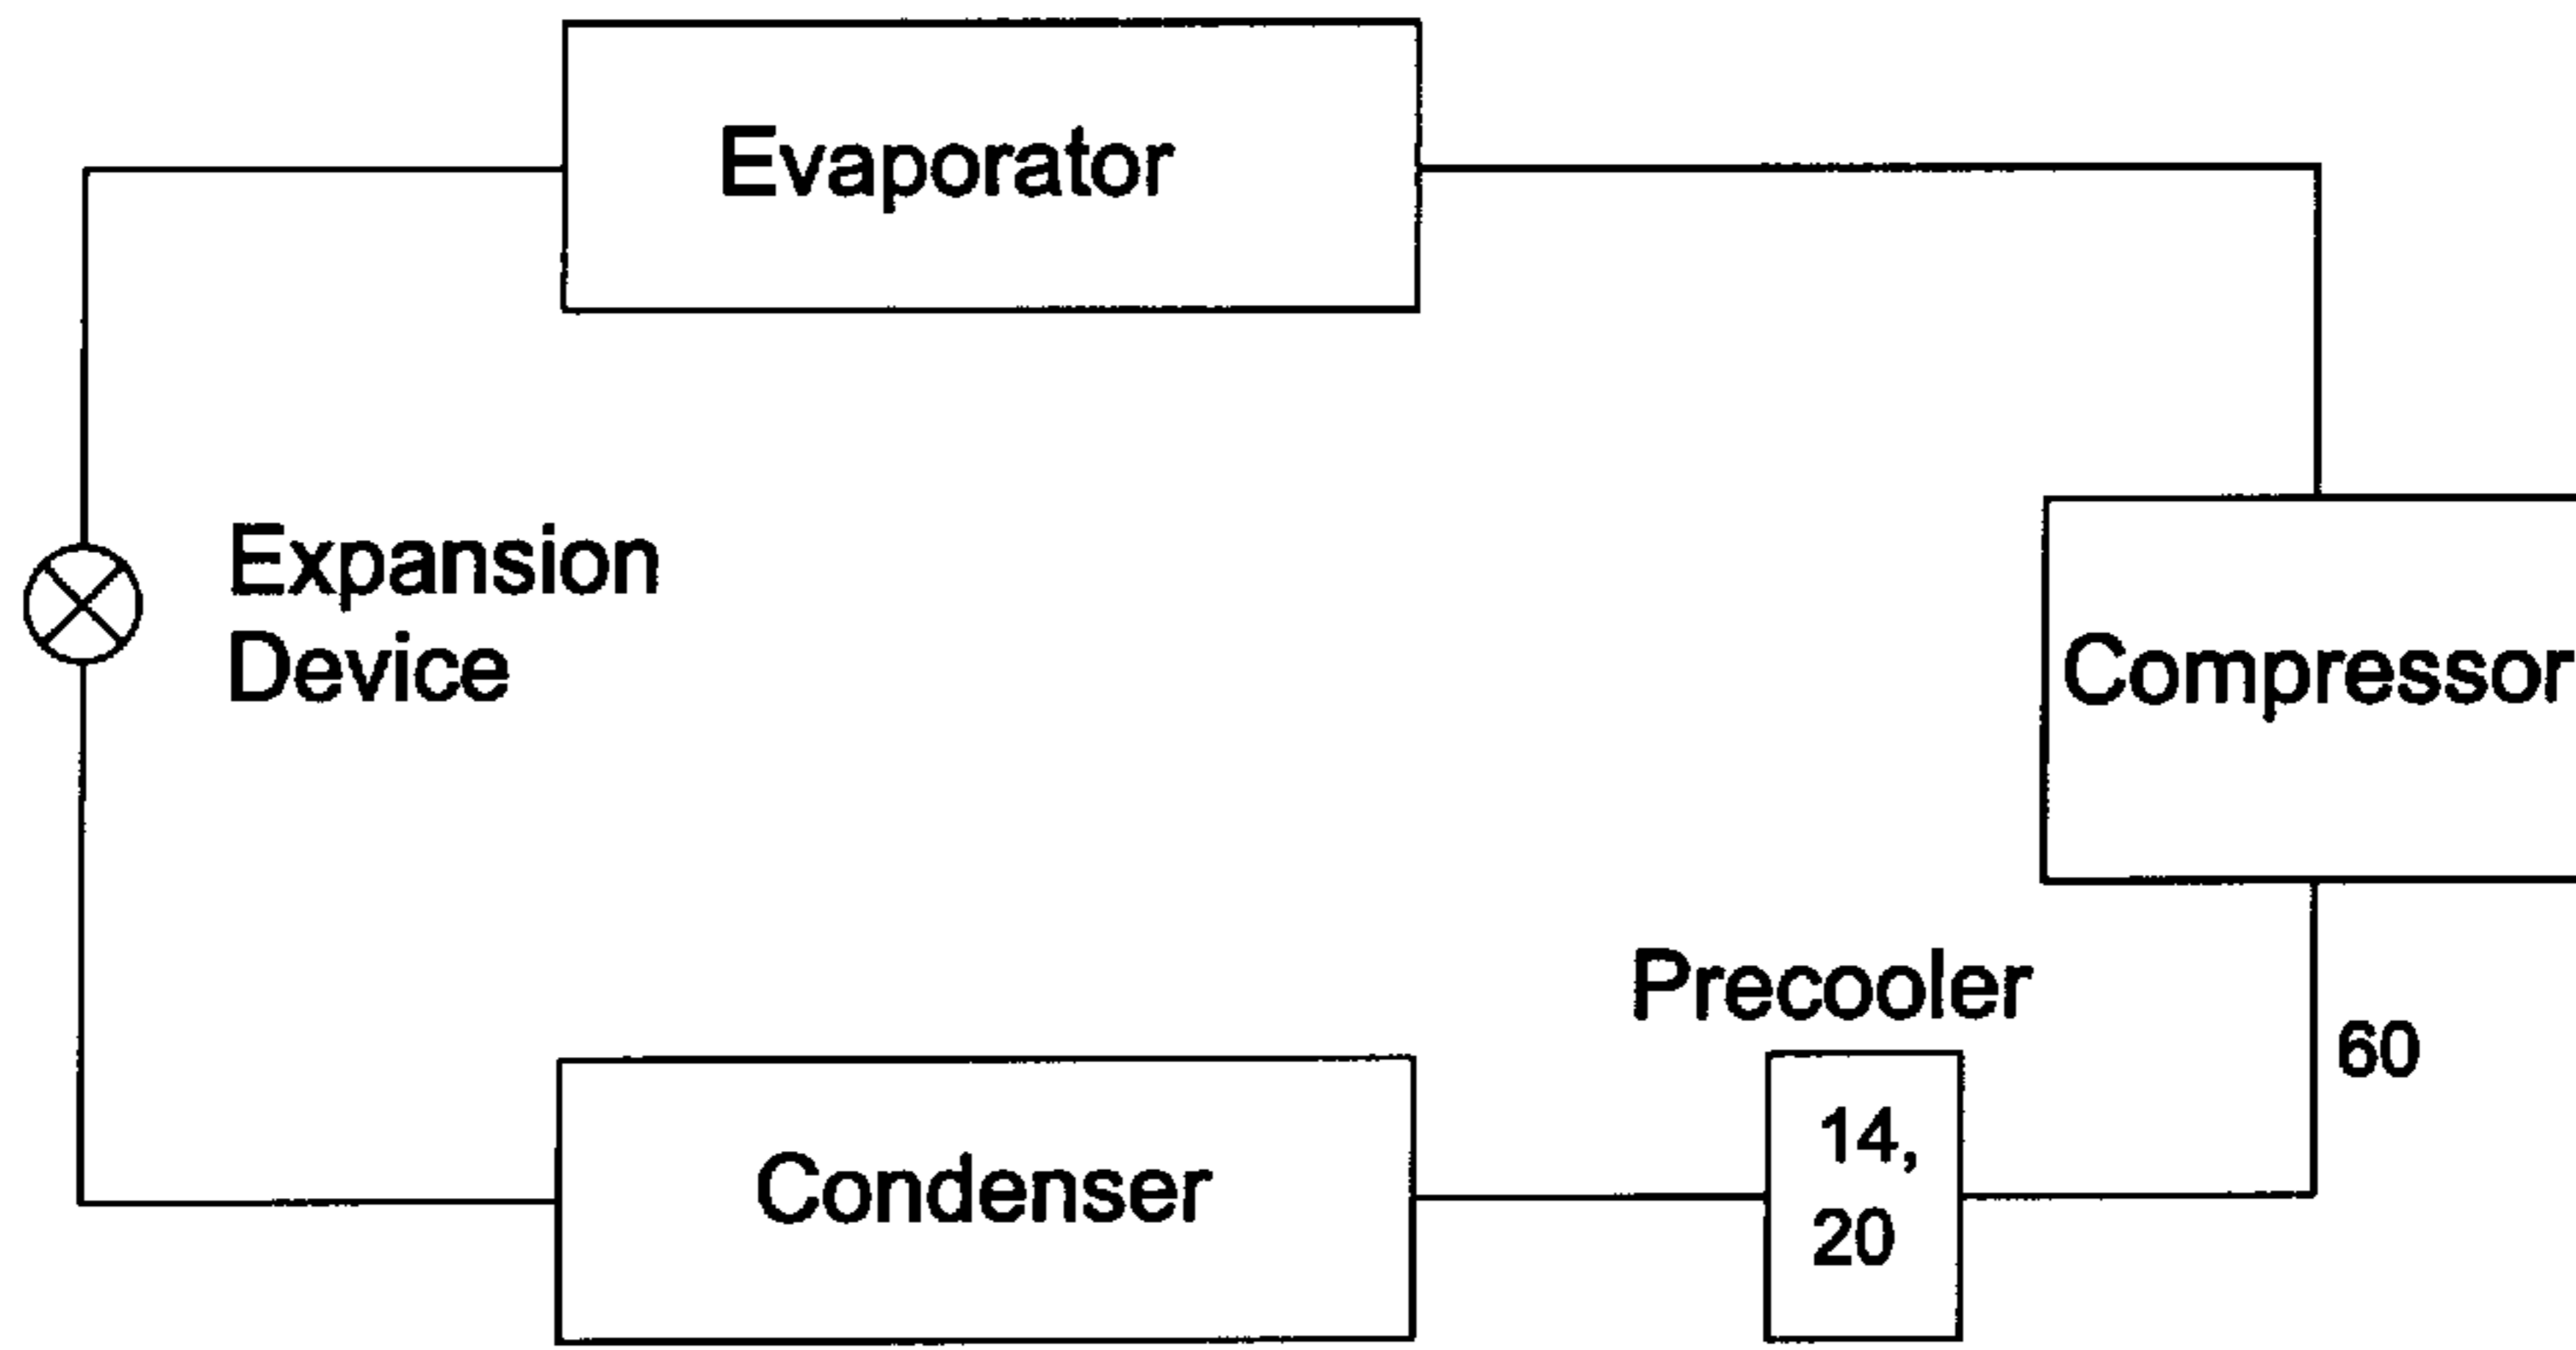 Evaporator
Expansion
Device
Compressor
Precooler
60
14,
20
Condenser